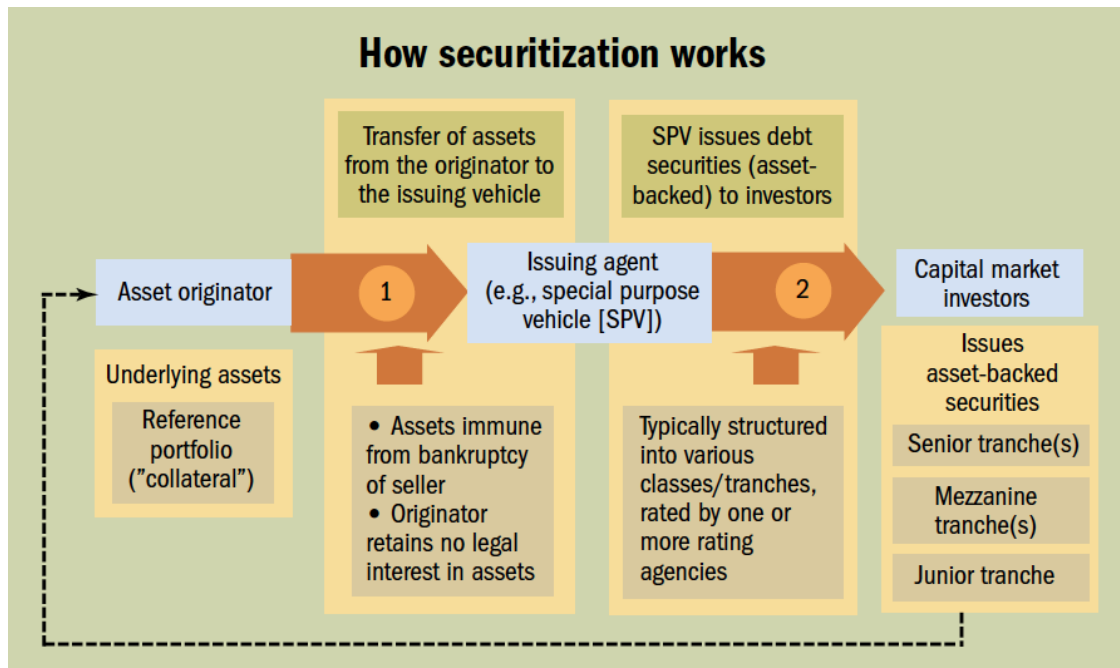 How securitization works
Transfer of assets
from the originator to
the issuing vehicle
SPV issues debt
securities (asset-
backed) to investors
Asset originator
1
Issuing agent
(e.g., special purpose
vehicle [SPV])
2
Capital market
investors
Underlying assets
Reference
portfolio
(”collateral”)
• Assets immune
from bankruptcy
of seller
• Originator
retains no legal
interest in assets
Typically structured
into various
classes/tranches,
rated by one or
more rating
agencies
Issues
asset-backed
securities
Senior tranche(s)
Mezzanine
tranche(s)
Junior tranche